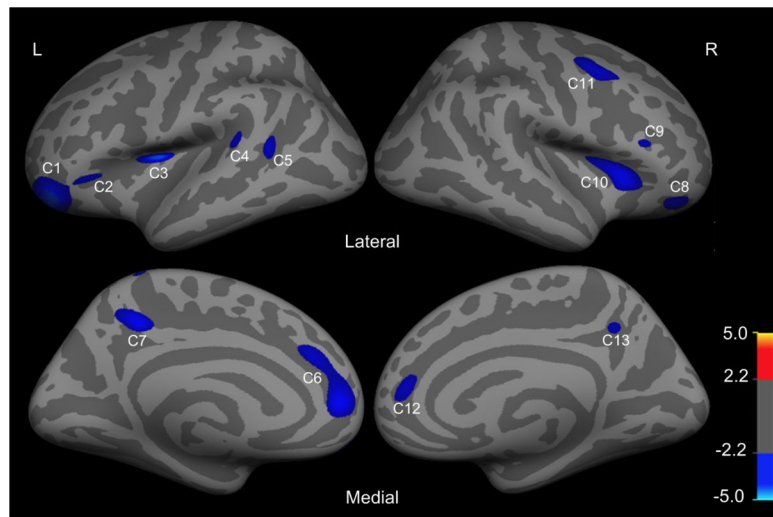 L
R
C11
C9
C1
C2
C3
C4
C5
C10
C8
Lateral
C7
C6
C12
C13
5.0
2.2
-2.2
-5.0
Medial